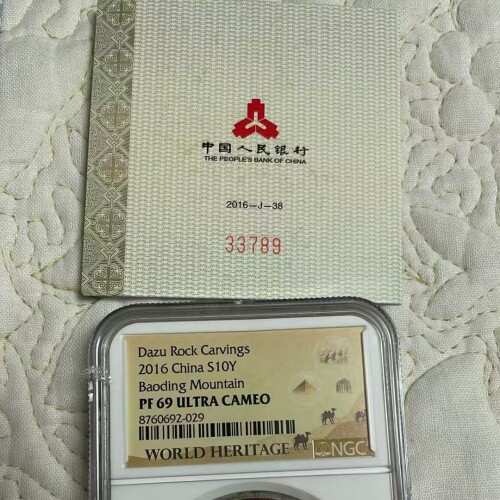 中国人民银行
THE PEOPLE'S BANK OF CHINA
2016—J—38
33789
Dazu Rock Carvings
2016 China S10Y
Baoding Mountain
PF 69 ULTRA CAMEO
8760692-029
WORLD HERITAGE
NGC